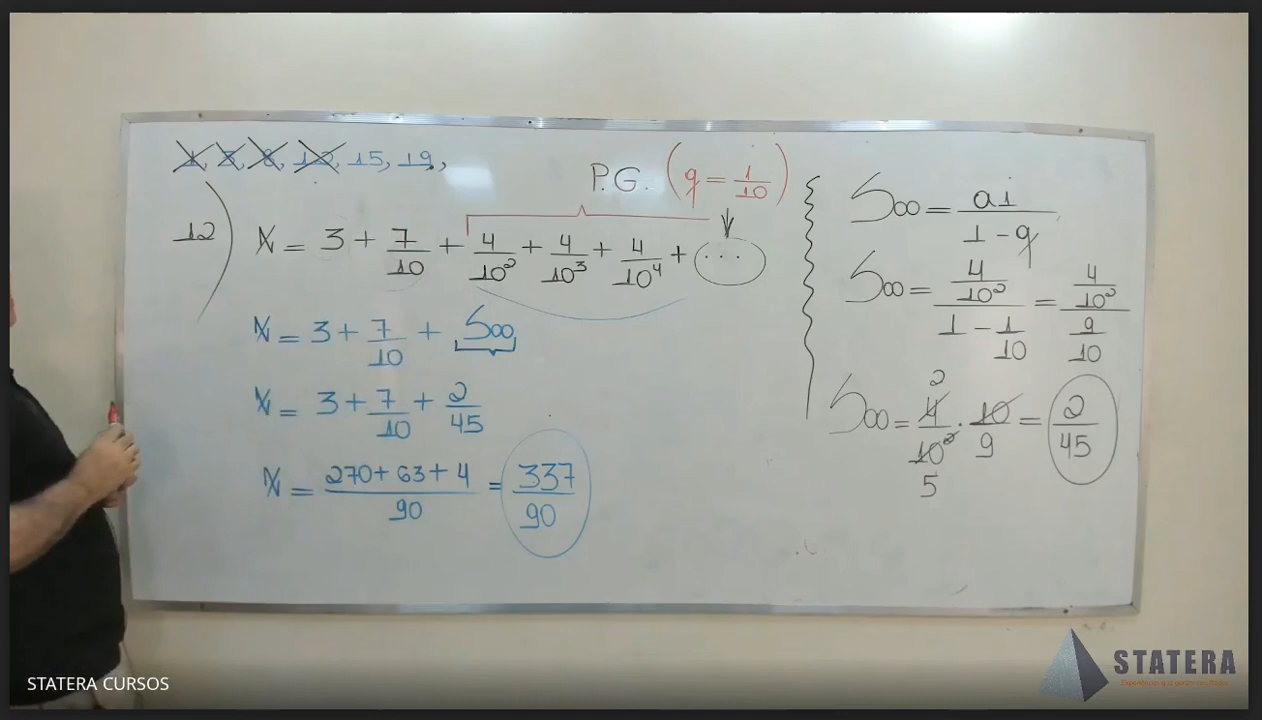 1, 3, 8, 12, 15, 19,
P.G. (q = 1/10)
12) X = 3 + 7/10 + 4/10² + 4/10³ + 4/10⁴ + ...
X = 3 + 7/10 + S∞
X = 3 + 7/10 + 2/45
X = 270 + 63 + 4 / 90 = 337/90
S∞ = a1 / 1 - q
S∞ = 4/10² / 1 - 1/10 = 4/10² / 9/10
2
S∞ = 4/10² · 10/9 = 2/45
5
STATERA
STATERA CURSOS